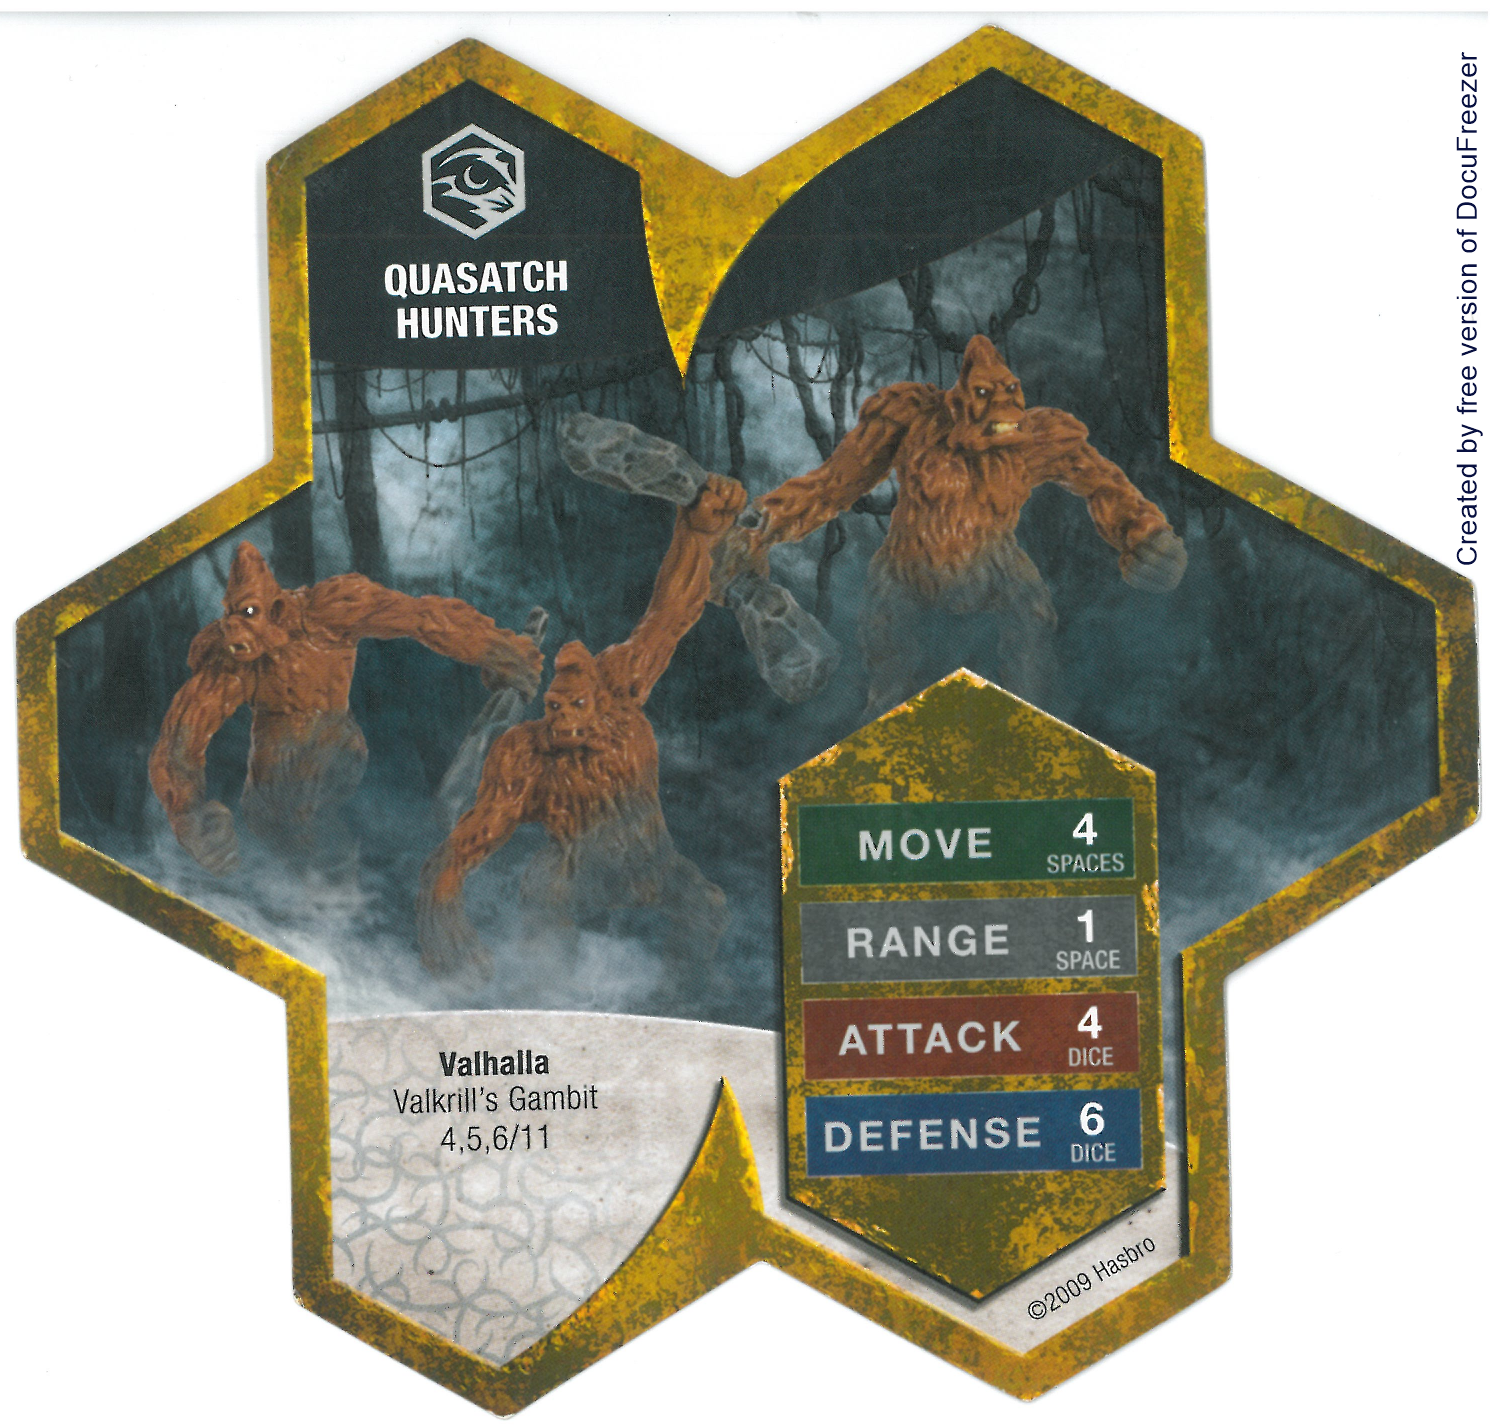 QUASATCH
HUNTERS
MOVE 4
SPACES
RANGE 1
SPACE
ATTACK 4
DICE
DEFENSE 6
DICE
Valhalla
Valkrill's Gambit
4,5,6/11
©2009 Hasbro
Created by free version of DocuFreezer